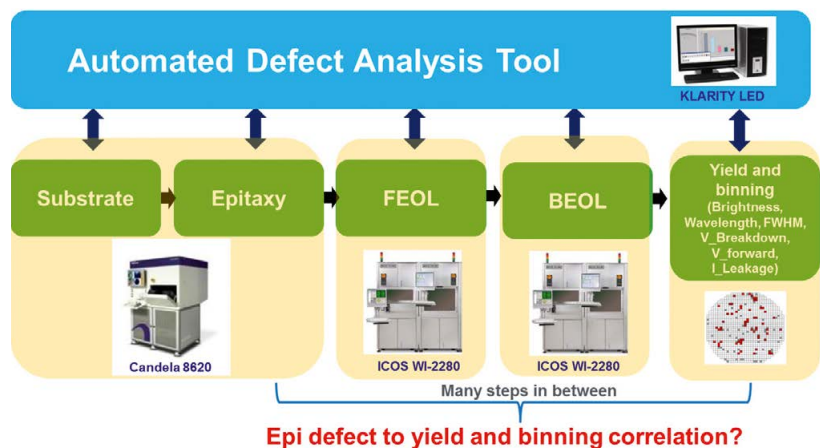 Automated Defect Analysis Tool
KLARITY LED
Substrate
Epitaxy
FEOL
BEOL
Yield and
binning
(Brightness,
Wavelength, FWHM,
V_Breakdown,
V_forward,
I_Leakage)
Candela 8620
ICOS WI-2280
ICOS WI-2280
Many steps in between
Epi defect to yield and binning correlation?